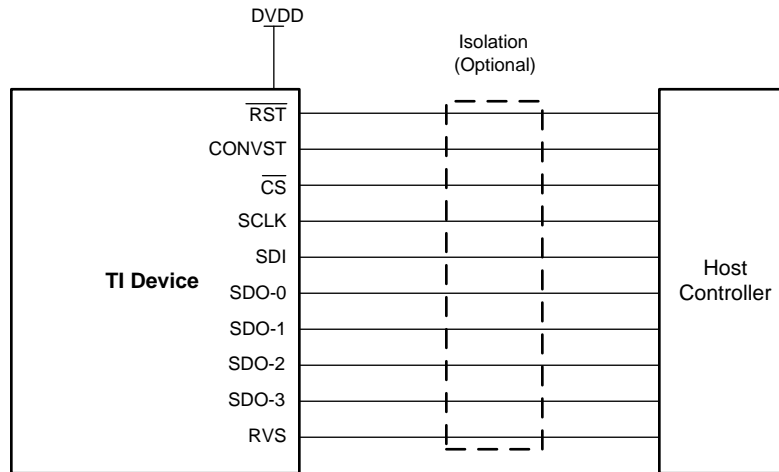 DVDD
Isolation
(Optional)
RST
CONVST
CS
SCLK
SDI
SDO-0
SDO-1
SDO-2
SDO-3
RVS
TI Device
Host
Controller